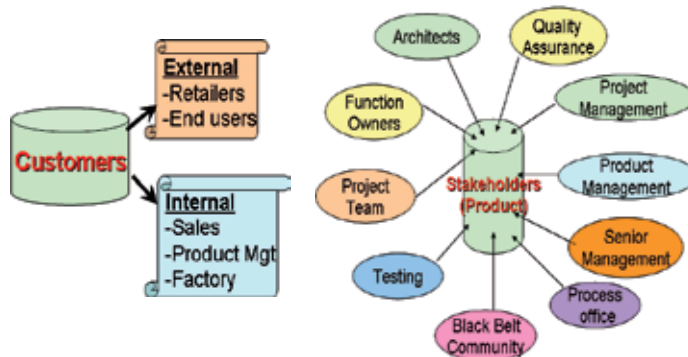 Customers
External
-Retailers
-End users
Internal
-Sales
-Product Mgt
-Factory
Architects
Quality
Assurance
Function
Owners
Project
Management
Project
Team
Stakeholders
(Product)
Product
Management
Testing
Senior
Management
Black Belt
Community
Process
office